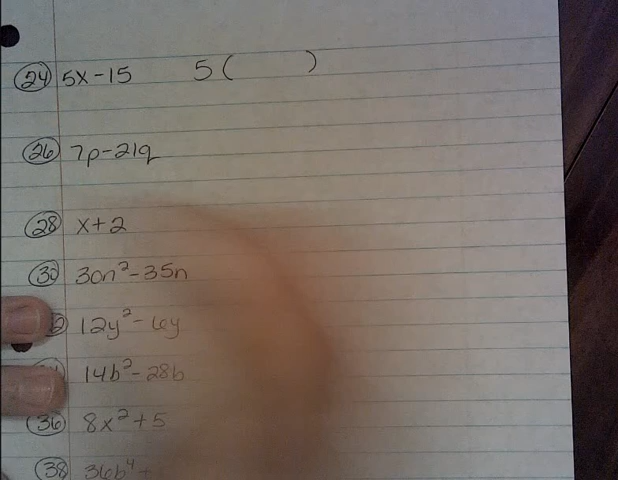 24 5x-15 5( )
26 7p-21q
28 x+2
30 30n²-35n
12y²-6y
14b²-28b
36 8x²+5
38 36b⁴+